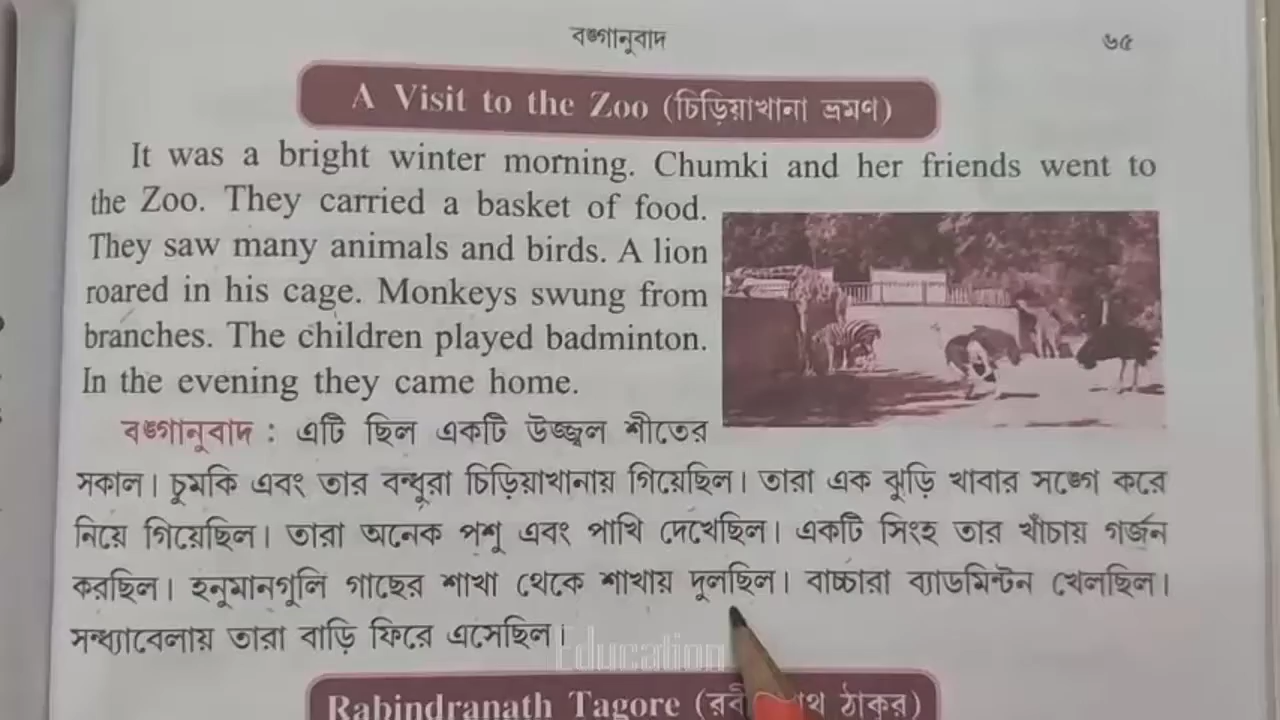 বঙ্গানুবাদ ৬৫
A Visit to the Zoo (চিড়িয়াখানা ভ্রমণ)
It was a bright winter morning. Chumki and her friends went to
the Zoo. They carried a basket of food.
They saw many animals and birds. A lion
roared in his cage. Monkeys swung from
branches. The children played badminton.
In the evening they came home.
বঙ্গানুবাদ : এটি ছিল একটি উজ্জ্বল শীতের
সকাল। চুমকি এবং তার বন্ধুরা চিড়িয়াখানায় গিয়েছিল। তারা এক ঝুড়ি খাবার সঙ্গে করে
নিয়ে গিয়েছিল। তারা অনেক পশু এবং পাখি দেখেছিল। একটি সিংহ তার খাঁচায় গর্জন
করছিল। হনুমানগুলি গাছের শাখা থেকে শাখায় দুলছিল। বাচ্চারা ব্যাডমিন্টন খেলছিল।
সন্ধ্যাবেলায় তারা বাড়ি ফিরে এসেছিল।
Education
Rabindranath Tagore ঠাকুর)